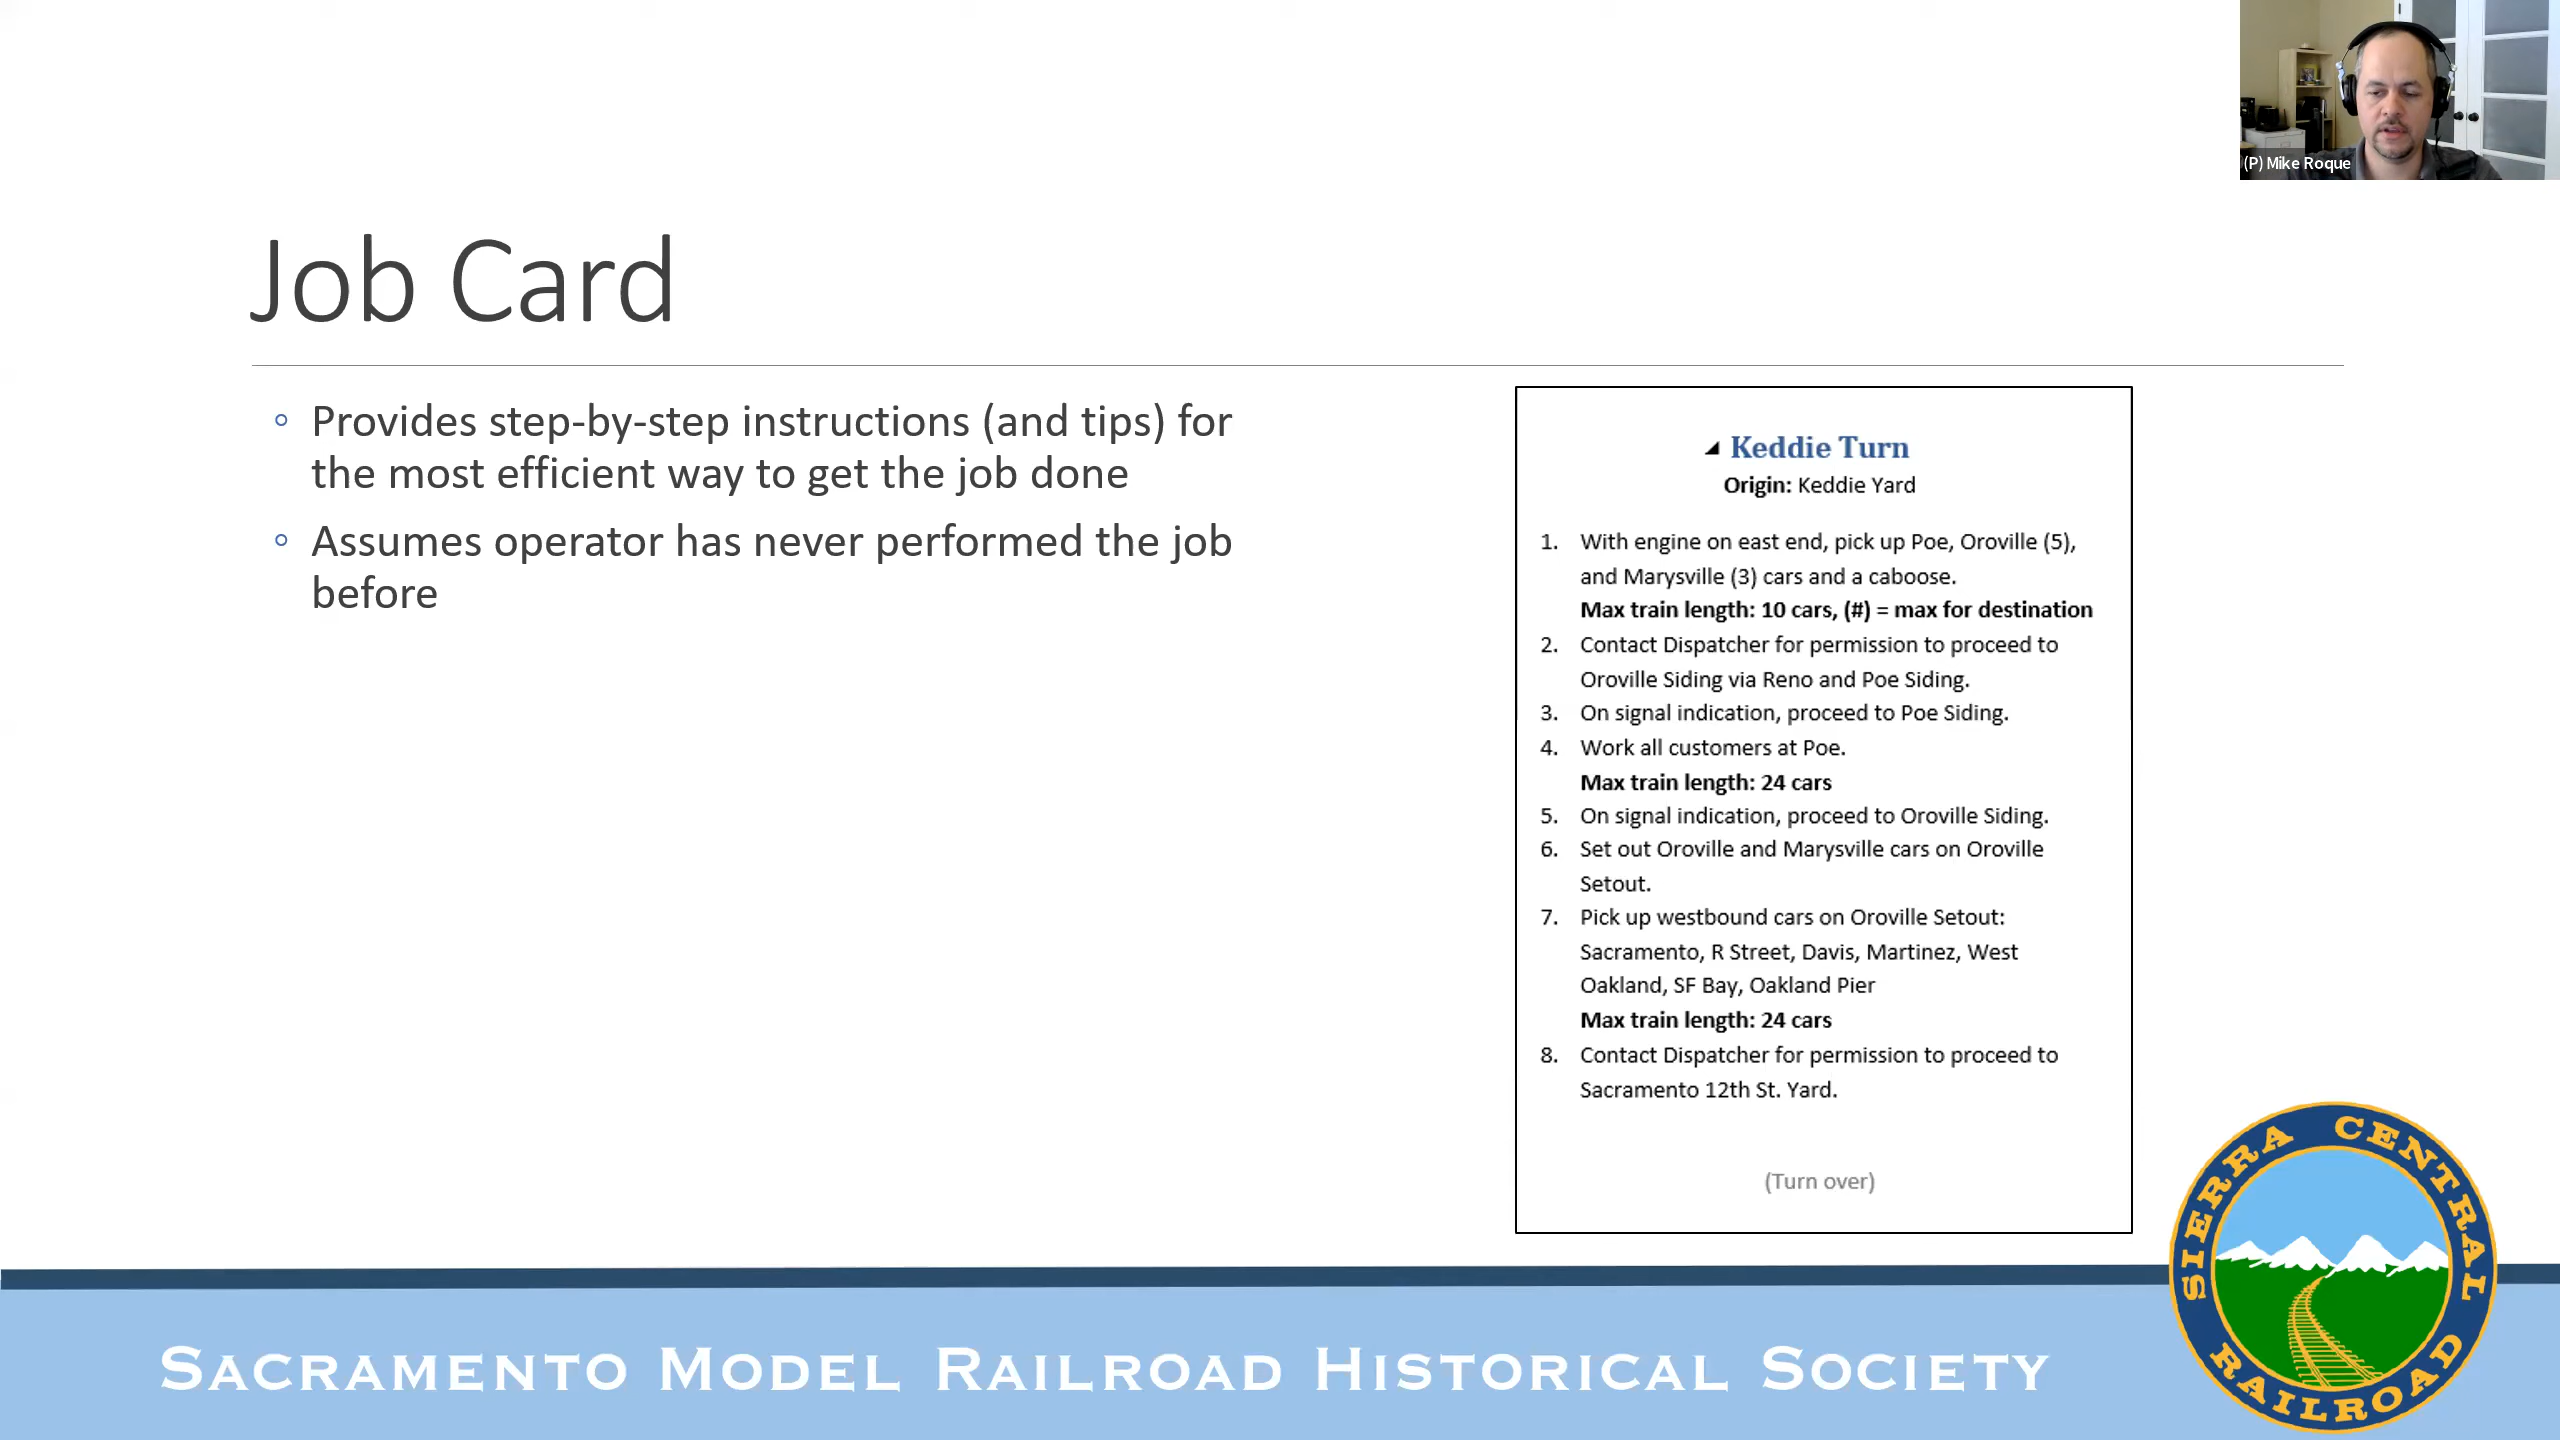 (P) Mike Roque
Job Card
◦ Provides step-by-step instructions (and tips) for
the most efficient way to get the job done
◦ Assumes operator has never performed the job
before
Keddie Turn
Origin: Keddie Yard
1. With engine on east end, pick up Poe, Oroville (5),
and Marysville (3) cars and a caboose.
Max train length: 10 cars, (#) = max for destination
2. Contact Dispatcher for permission to proceed to
Oroville Siding via Reno and Poe Siding.
3. On signal indication, proceed to Poe Siding.
4. Work all customers at Poe.
Max train length: 24 cars
5. On signal indication, proceed to Oroville Siding.
6. Set out Oroville and Marysville cars on Oroville
Setout.
7. Pick up westbound cars on Oroville Setout:
Sacramento, R Street, Davis, Martinez, West
Oakland, SF Bay, Oakland Pier
Max train length: 24 cars
8. Contact Dispatcher for permission to proceed to
Sacramento 12th St. Yard.
(Turn over)
SACRAMENTO MODEL RAILROAD HISTORICAL SOCIETY
SIERRA CENTRAL
RAILROAD